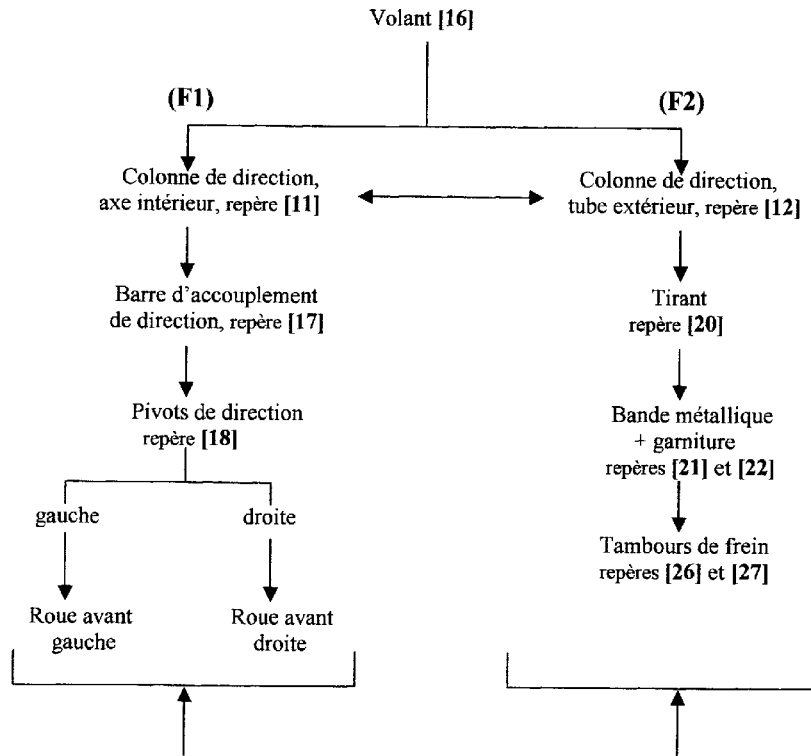 Volant [16]
(F1)
(F2)
Colonne de direction,
axe intérieur, repère [11]
Colonne de direction,
tube extérieur, repère [12]
Barre d'accouplement
de direction, repère [17]
Tirant
repère [20]
Pivots de direction
repère [18]
Bande métallique
+ garniture
repères [21] et [22]
gauche
droite
Tambours de frein
repères [26] et [27]
Roue avant
gauche
Roue avant
droite